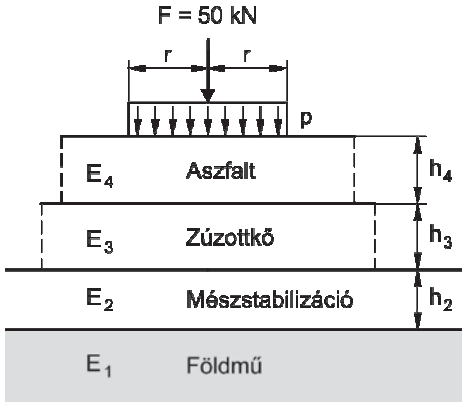 F = 50 kN
r r
p
E4 Aszfalt h4
E3 Zúzottkő h3
E2 Mészstabilizáció h2
E1 Földmű